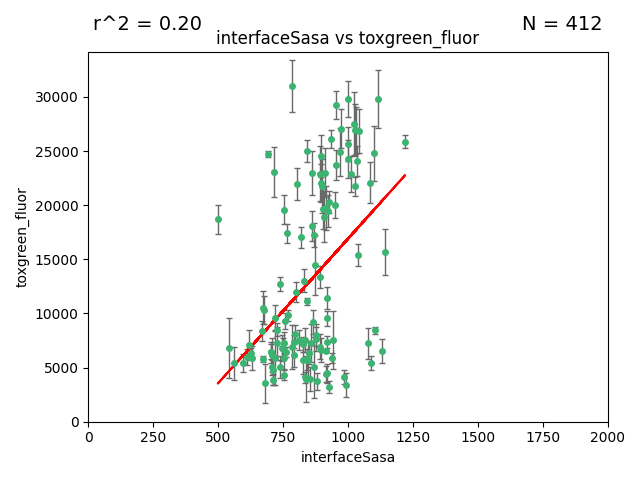 r^2 = 0.20
N = 412
interfaceSasa vs toxgreen_fluor
toxgreen_fluor
30000
25000
20000
15000
10000
5000
0
0 250 500 750 1000 1250 1500 1750 2000
interfaceSasa